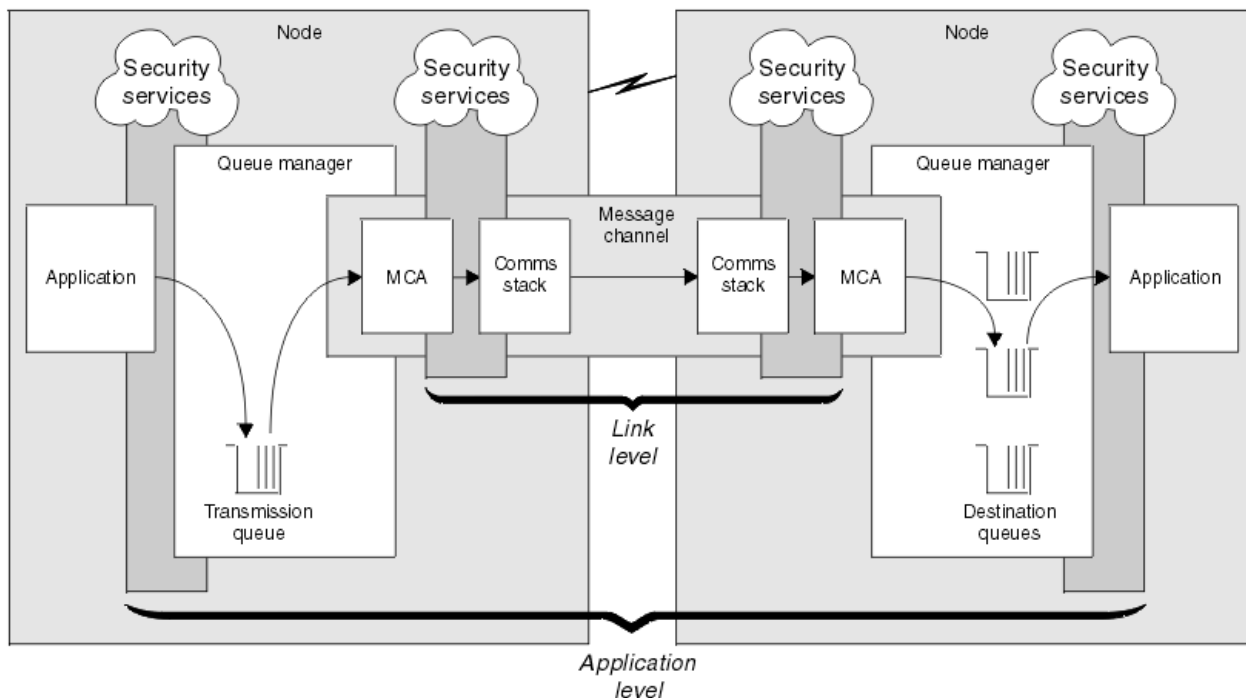 Node
Node
Security
services
Security
services
Security
services
Security
services
Queue manager
Queue manager
Message
channel
Application
MCA
Comms
stack
Comms
stack
MCA
Application
Link
level
Transmission
queue
Destination
queues
Application
level